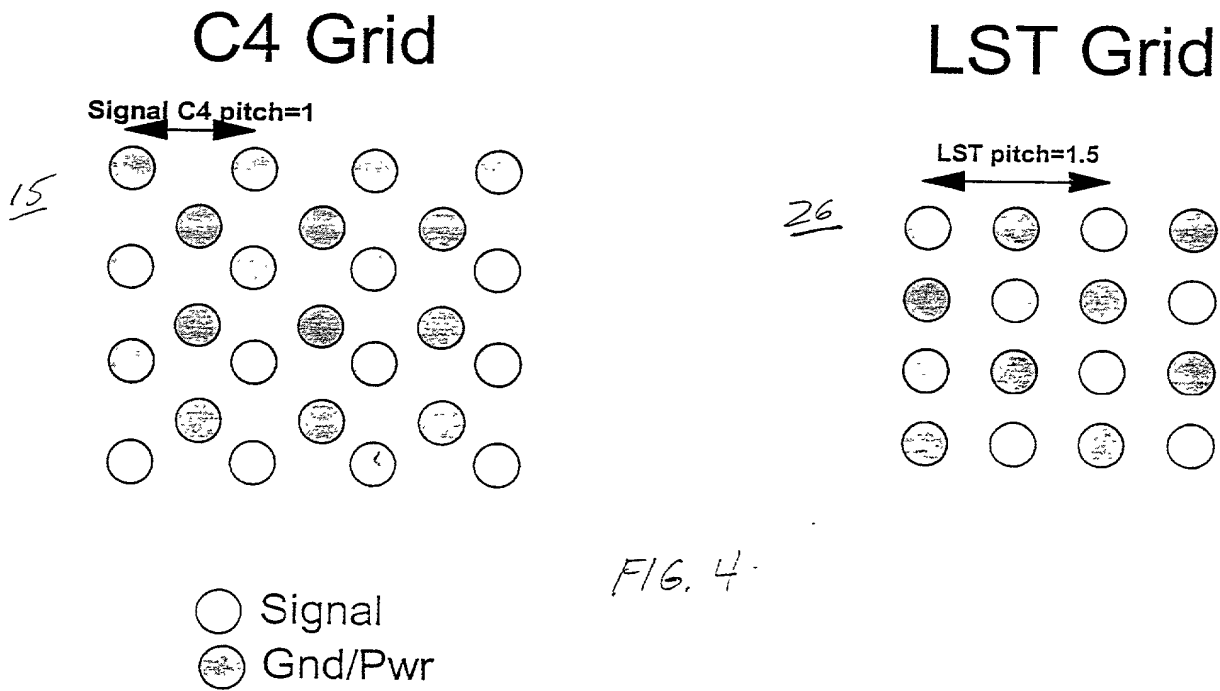 C4 Grid
LST Grid
Signal C4 pitch=1
LST pitch=1.5
15
26
FIG. 4.
Signal
Gnd/Pwr